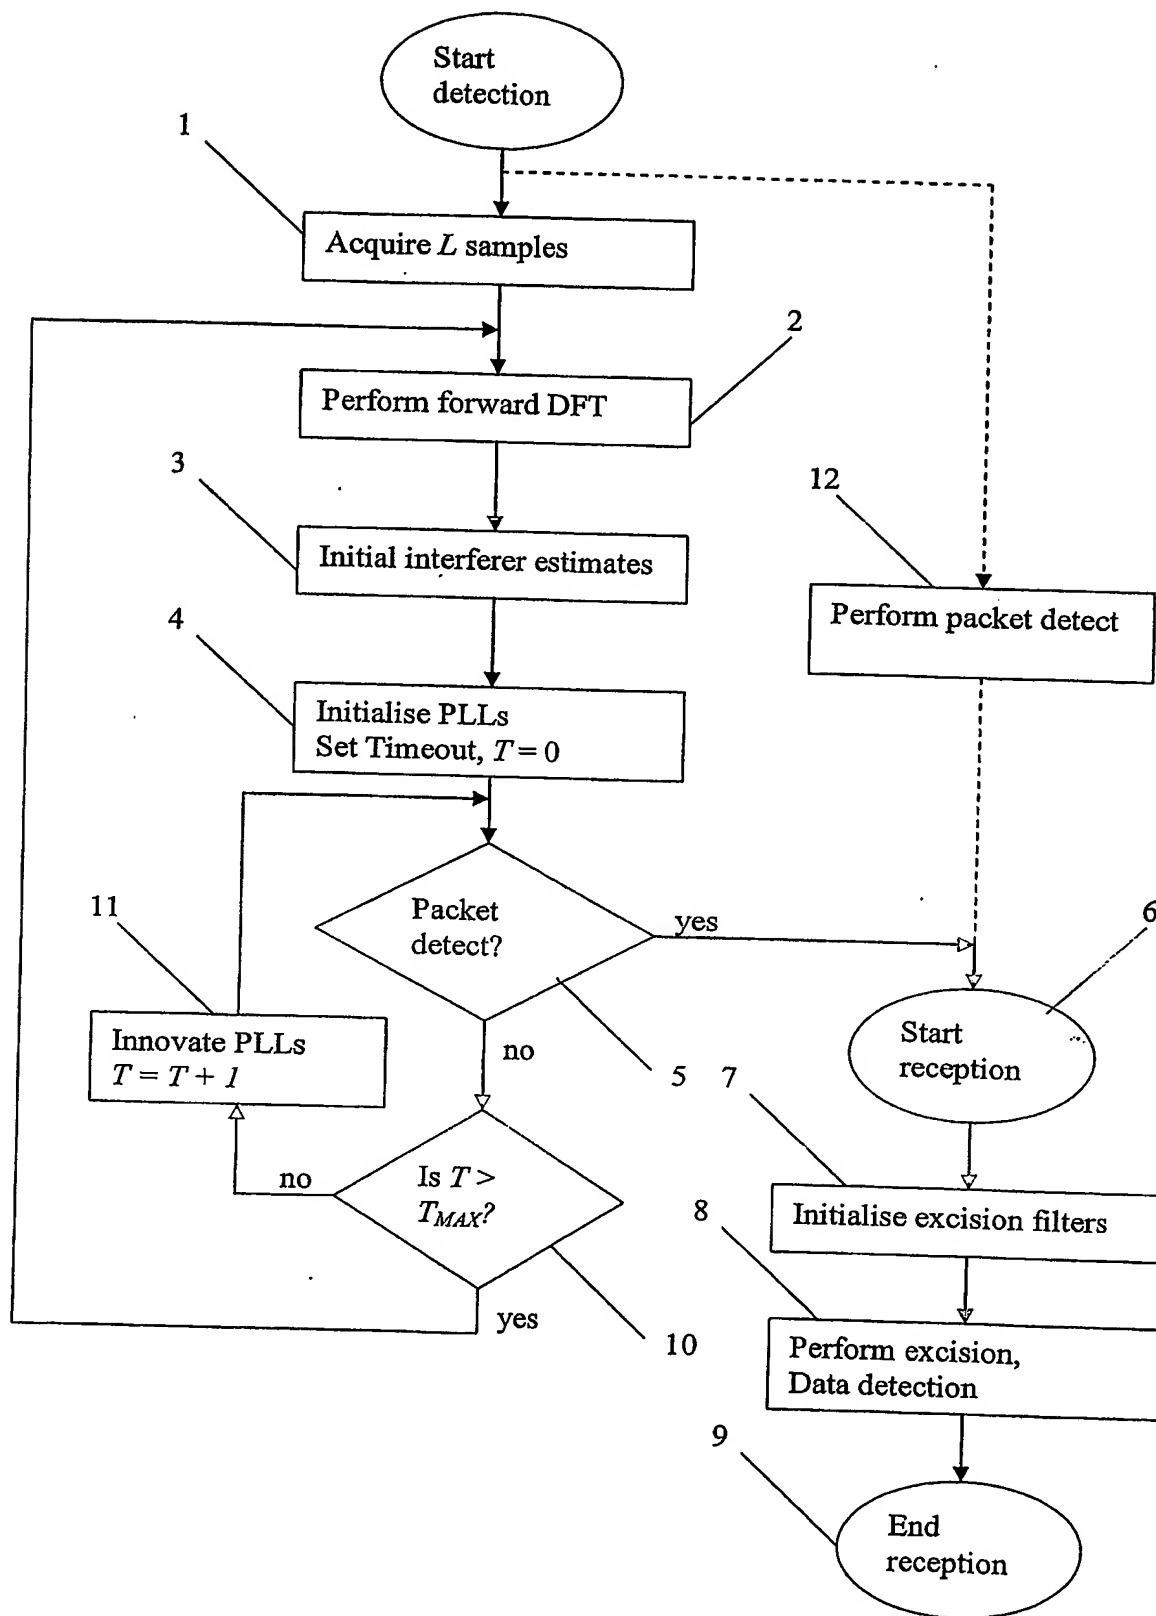 Start
detection
1
Acquire L samples
2
Perform forward DFT
3
12
Initial interferer estimates
4
Perform packet detect
Initialise PLLs
Set Timeout, T = 0
11
Packet
detect?
yes
6
Innovate PLLs
T = T + 1
no
Start
reception
5
7
no
Is T >
TMAX?
8
Initialise excision filters
yes
10
Perform excision,
Data detection
9
End
reception